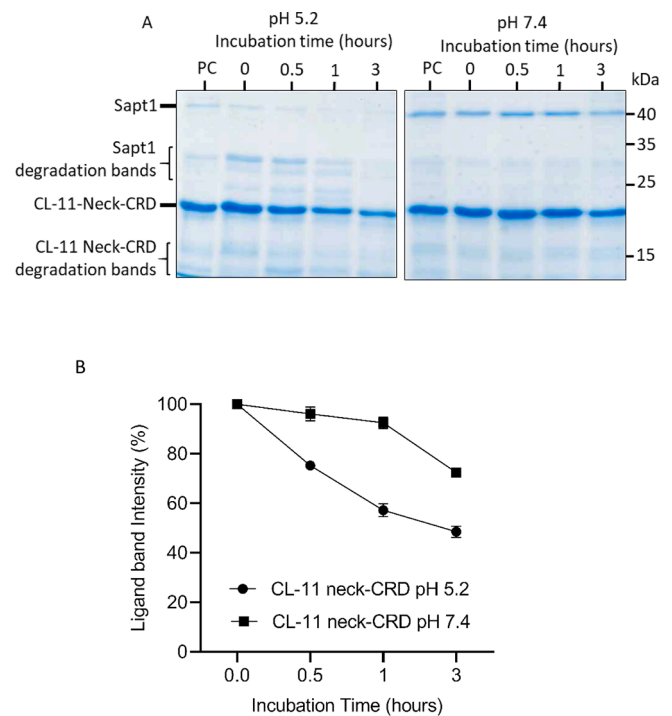 A
pH 5.2
Incubation time (hours)
pH 7.4
Incubation time (hours)
PC 0 0.5 1 3
PC 0 0.5 1 3
kDa
Sapt1
Sapt1
degradation bands
CL-11-Neck-CRD
CL-11 Neck-CRD
degradation bands
40
35
25
15
B
Ligand band Intensity (%)
100
80
60
40
20
0
CL-11 neck-CRD pH 5.2
CL-11 neck-CRD pH 7.4
0.0 0.5 1 3
Incubation Time (hours)